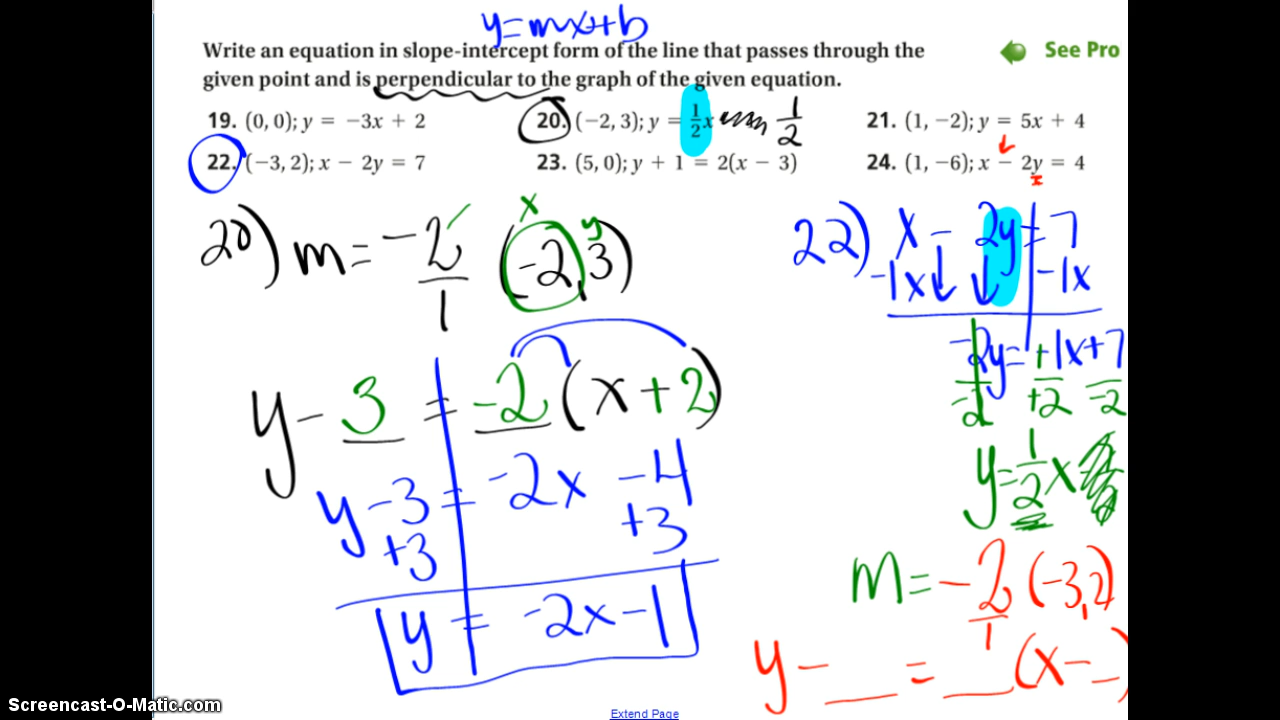 y=mx+b
Write an equation in slope-intercept form of the line that passes through the
given point and is perpendicular to the graph of the given equation.
See Pro
19. (0, 0); y = −3x + 2
20. (−2, 3); y = 1/2x
1/2
21. (1, −2); y = 5x + 4
22. (−3, 2); x − 2y = 7
23. (5, 0); y + 1 = 2(x − 3)
24. (1, −6); x − 2y = 4
20) m = -2/1 (-2, 3)
x y
y - 3 = -2(x + 2)
y - 3 = -2x - 4
+3 +3
y = -2x - 1
22) x - 2y = 7
-1x -1x
-2y = +1x + 7
-2 +2 -2
y = 1/2 x
m = -2/1 (-3, 2)
y - __ = __ (x - _)
Screencast-O-Matic.com
Extend Page